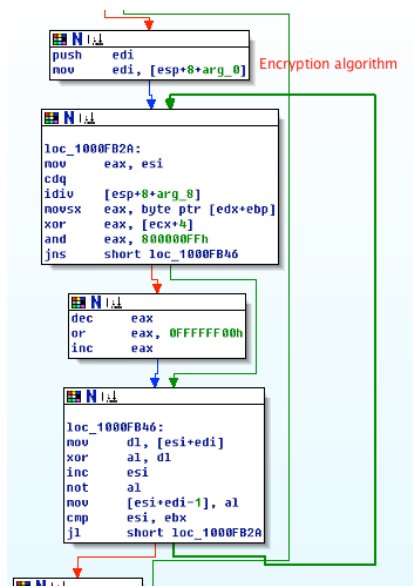 push edi
mov edi, [esp+8+arg_0]
Encryption algorithm
loc_1000FB2A:
mov eax, esi
cdq
idiv [esp+8+arg_8]
movsx eax, byte ptr [edx+ebp]
xor eax, [ecx+4]
and eax, 800000FFh
jns short loc_1000FB46
dec eax
or eax, 0FFFFFF00h
inc eax
loc_1000FB46:
mov dl, [esi+edi]
xor al, dl
inc esi
not al
mov [esi+edi-1], al
cmp esi, ebx
jl short loc_1000FB2A